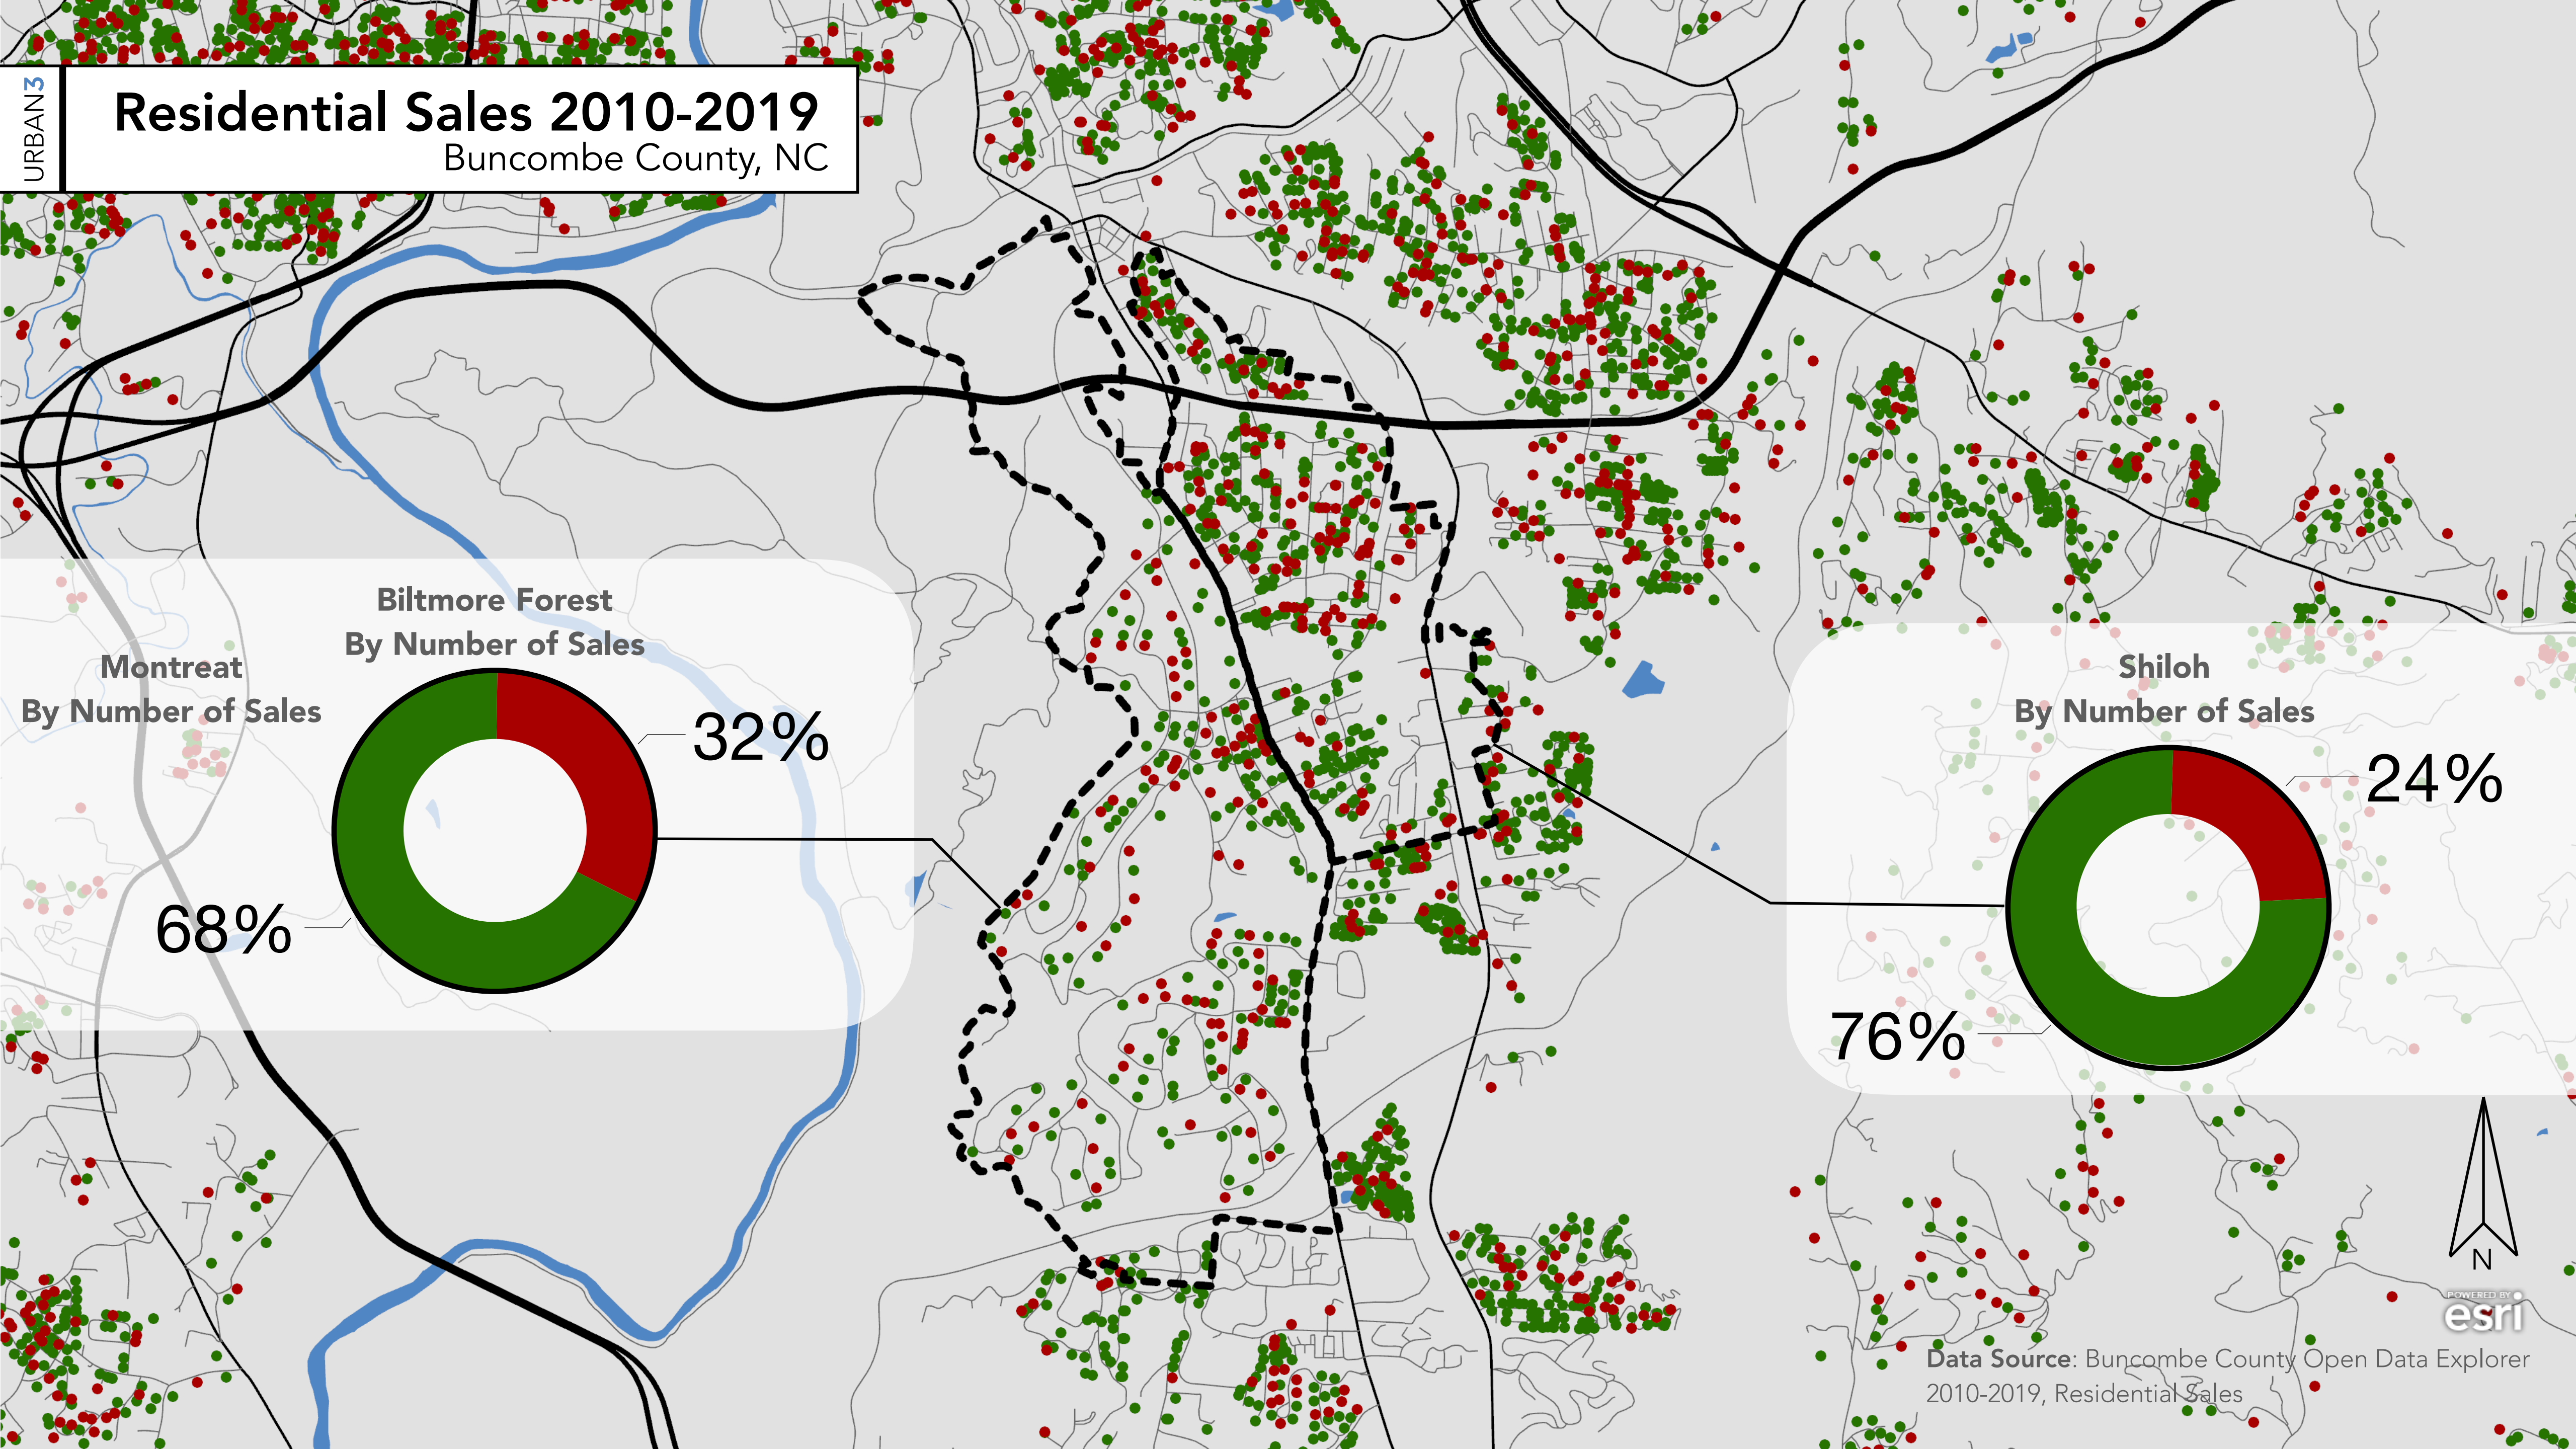 URBAN3
Residential Sales 2010-2019
Buncombe County, NC
Biltmore Forest
By Number of Sales
Montreat
By Number of Sales
32%
68%
Shiloh
By Number of Sales
24%
76%
N
POWERED BY
esri
Data Source: Buncombe County Open Data Explorer
2010-2019, Residential Sales